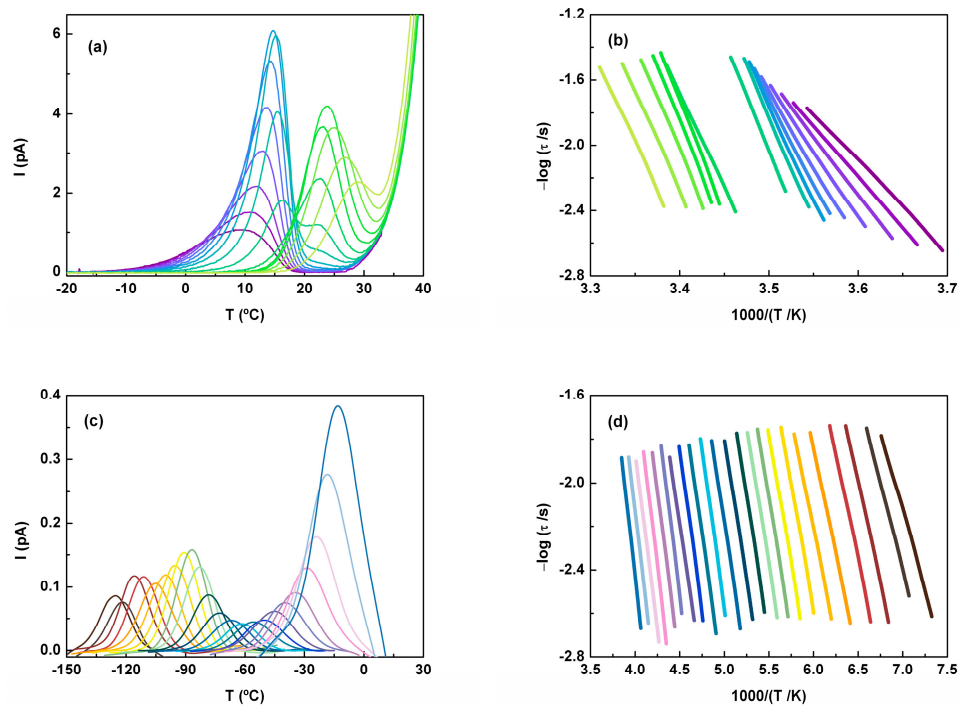 (a)
I (pA)
6
4
2
0
-20 -10 0 10 20 30 40
T (ºC)
(b)
−log (τ /s)
-1.2
-1.6
-2.0
-2.4
-2.8
3.3 3.4 3.5 3.6 3.7
1000/(T /K)
(c)
I (pA)
0.4
0.3
0.2
0.1
0.0
-150 -120 -90 -60 -30 0 30
T (ºC)
(d)
−log (τ /s)
-1.6
-2.0
-2.4
-2.8
3.5 4.0 4.5 5.0 5.5 6.0 6.5 7.0 7.5
1000/(T /K)